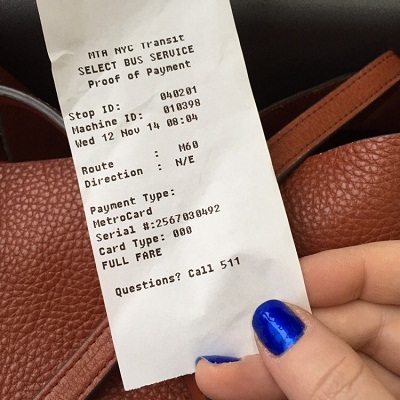 MTA NYC Transit
SELECT BUS SERVICE
Proof of Payment
Stop ID: 040201
Machine ID: 010398
Wed 12 Nov 14 08:04
Route : M60
Direction : N/E
Payment Type:
MetroCard
Serial #:2567030492
Card Type: 000
FULL FARE
Questions? Call 511